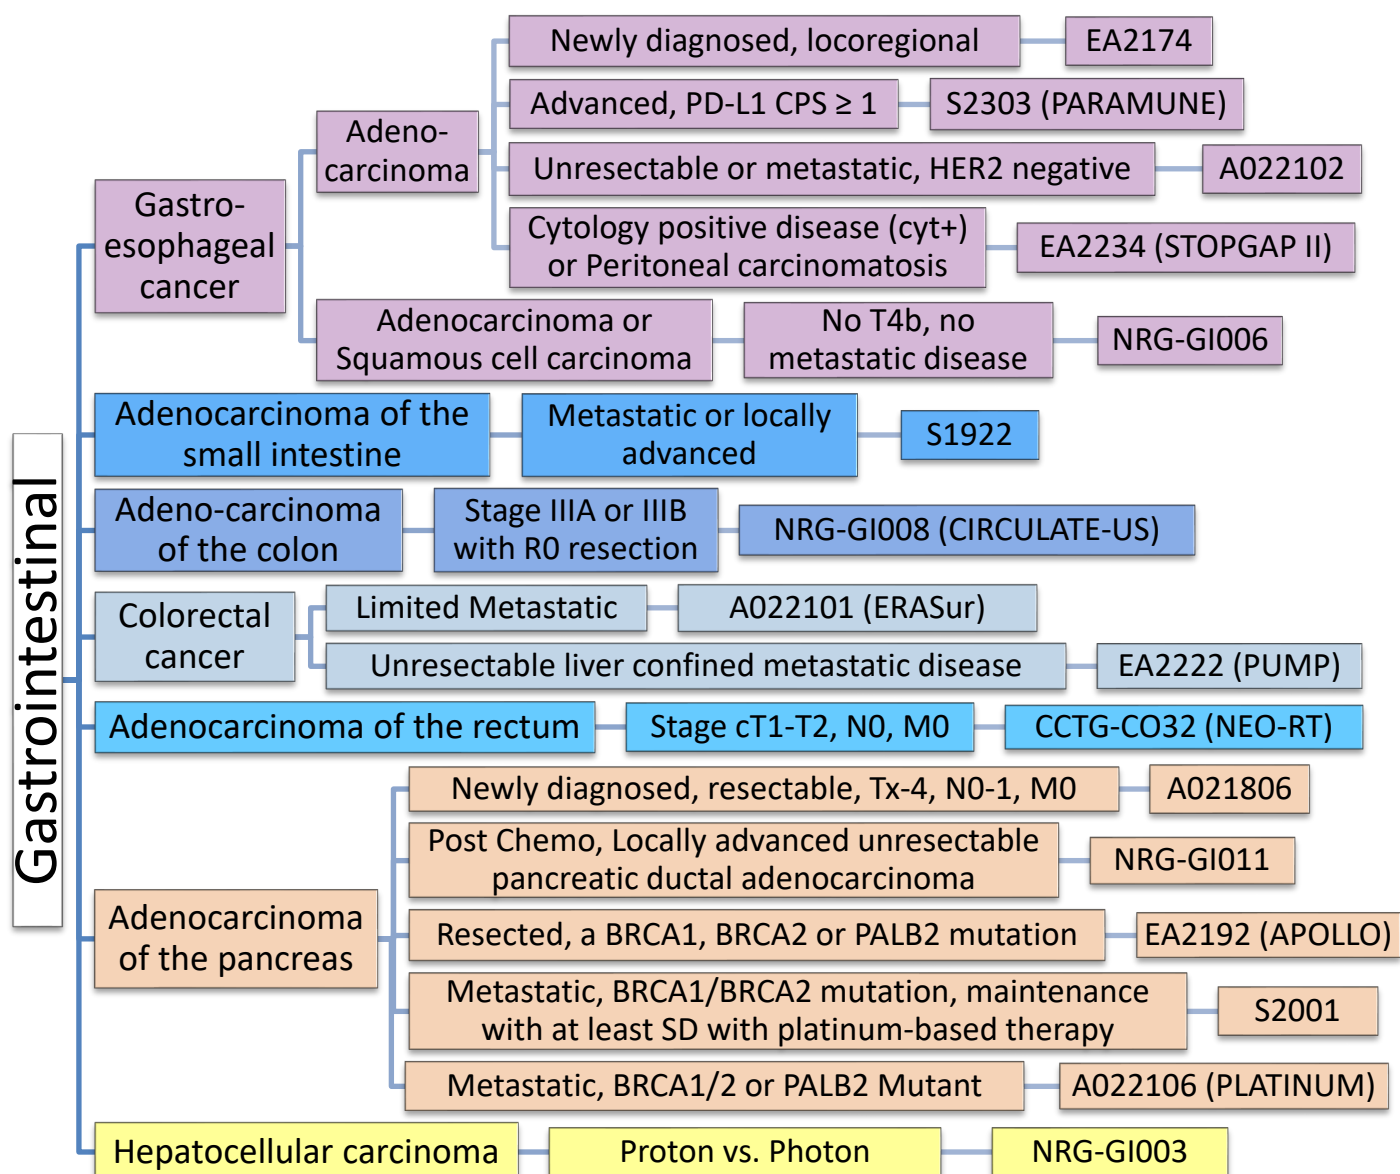 Gastrointestinal
Gastro-
esophageal
cancer
Adeno-
carcinoma
Newly diagnosed, locoregional
EA2174
Advanced, PD-L1 CPS ≥ 1
S2303 (PARAMUNE)
Unresectable or metastatic, HER2 negative
A022102
Cytology positive disease (cyt+)
or Peritoneal carcinomatosis
EA2234 (STOPGAP II)
Adenocarcinoma or
Squamous cell carcinoma
No T4b, no
metastatic disease
NRG-GI006
Adenocarcinoma of the
small intestine
Metastatic or locally
advanced
S1922
Adeno-carcinoma
of the colon
Stage IIIA or IIIB
with R0 resection
NRG-GI008 (CIRCULATE-US)
Colorectal
cancer
Limited Metastatic
A022101 (ERASur)
Unresectable liver confined metastatic disease
EA2222 (PUMP)
Adenocarcinoma of the rectum
Stage cT1-T2, N0, M0
CCTG-CO32 (NEO-RT)
Adenocarcinoma
of the pancreas
Newly diagnosed, resectable, Tx-4, N0-1, M0
A021806
Post Chemo, Locally advanced unresectable
pancreatic ductal adenocarcinoma
NRG-GI011
Resected, a BRCA1, BRCA2 or PALB2 mutation
EA2192 (APOLLO)
Metastatic, BRCA1/BRCA2 mutation, maintenance
with at least SD with platinum-based therapy
S2001
Metastatic, BRCA1/2 or PALB2 Mutant
A022106 (PLATINUM)
Hepatocellular carcinoma
Proton vs. Photon
NRG-GI003